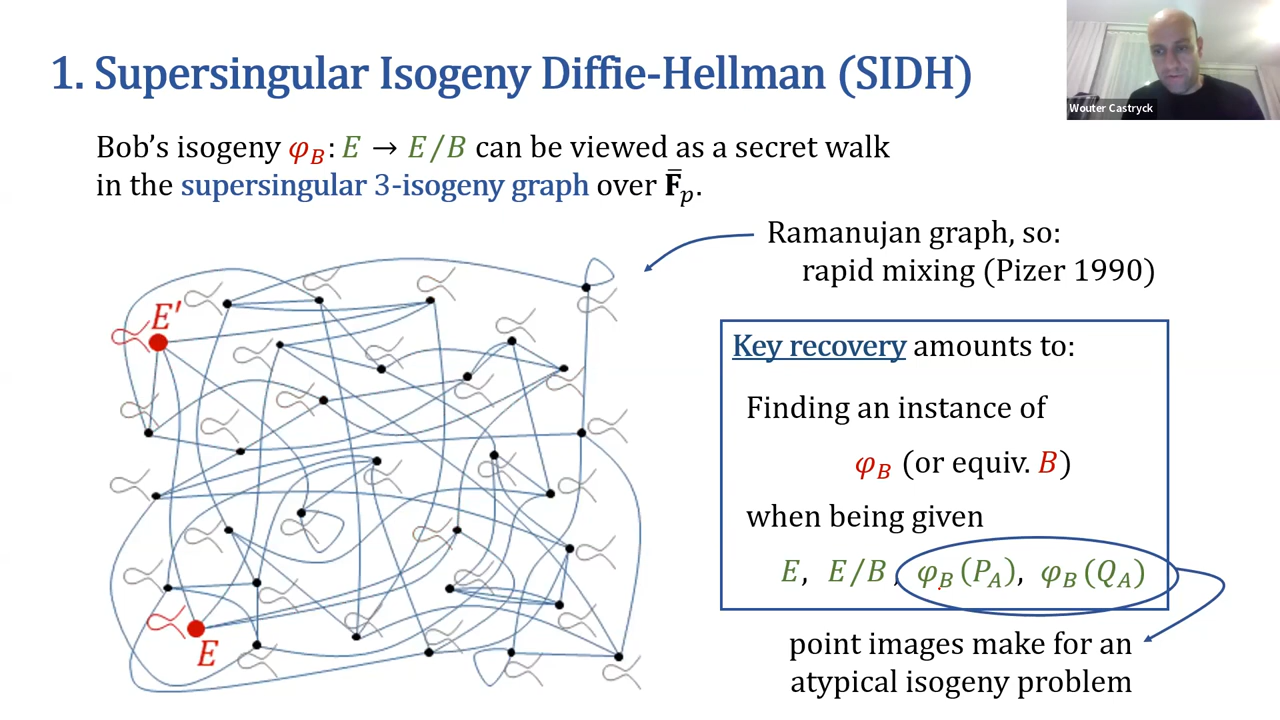 1. Supersingular Isogeny Diffie-Hellman (SIDH)
Wouter Castryck
Bob's isogeny φ_B: E → E/B can be viewed as a secret walk
in the supersingular 3-isogeny graph over F̄_p.
Ramanujan graph, so:
rapid mixing (Pizer 1990)
E′
E
Key recovery amounts to:
Finding an instance of
φ_B (or equiv. B)
when being given
E, E/B, φ_B(P_A), φ_B(Q_A)
point images make for an
atypical isogeny problem